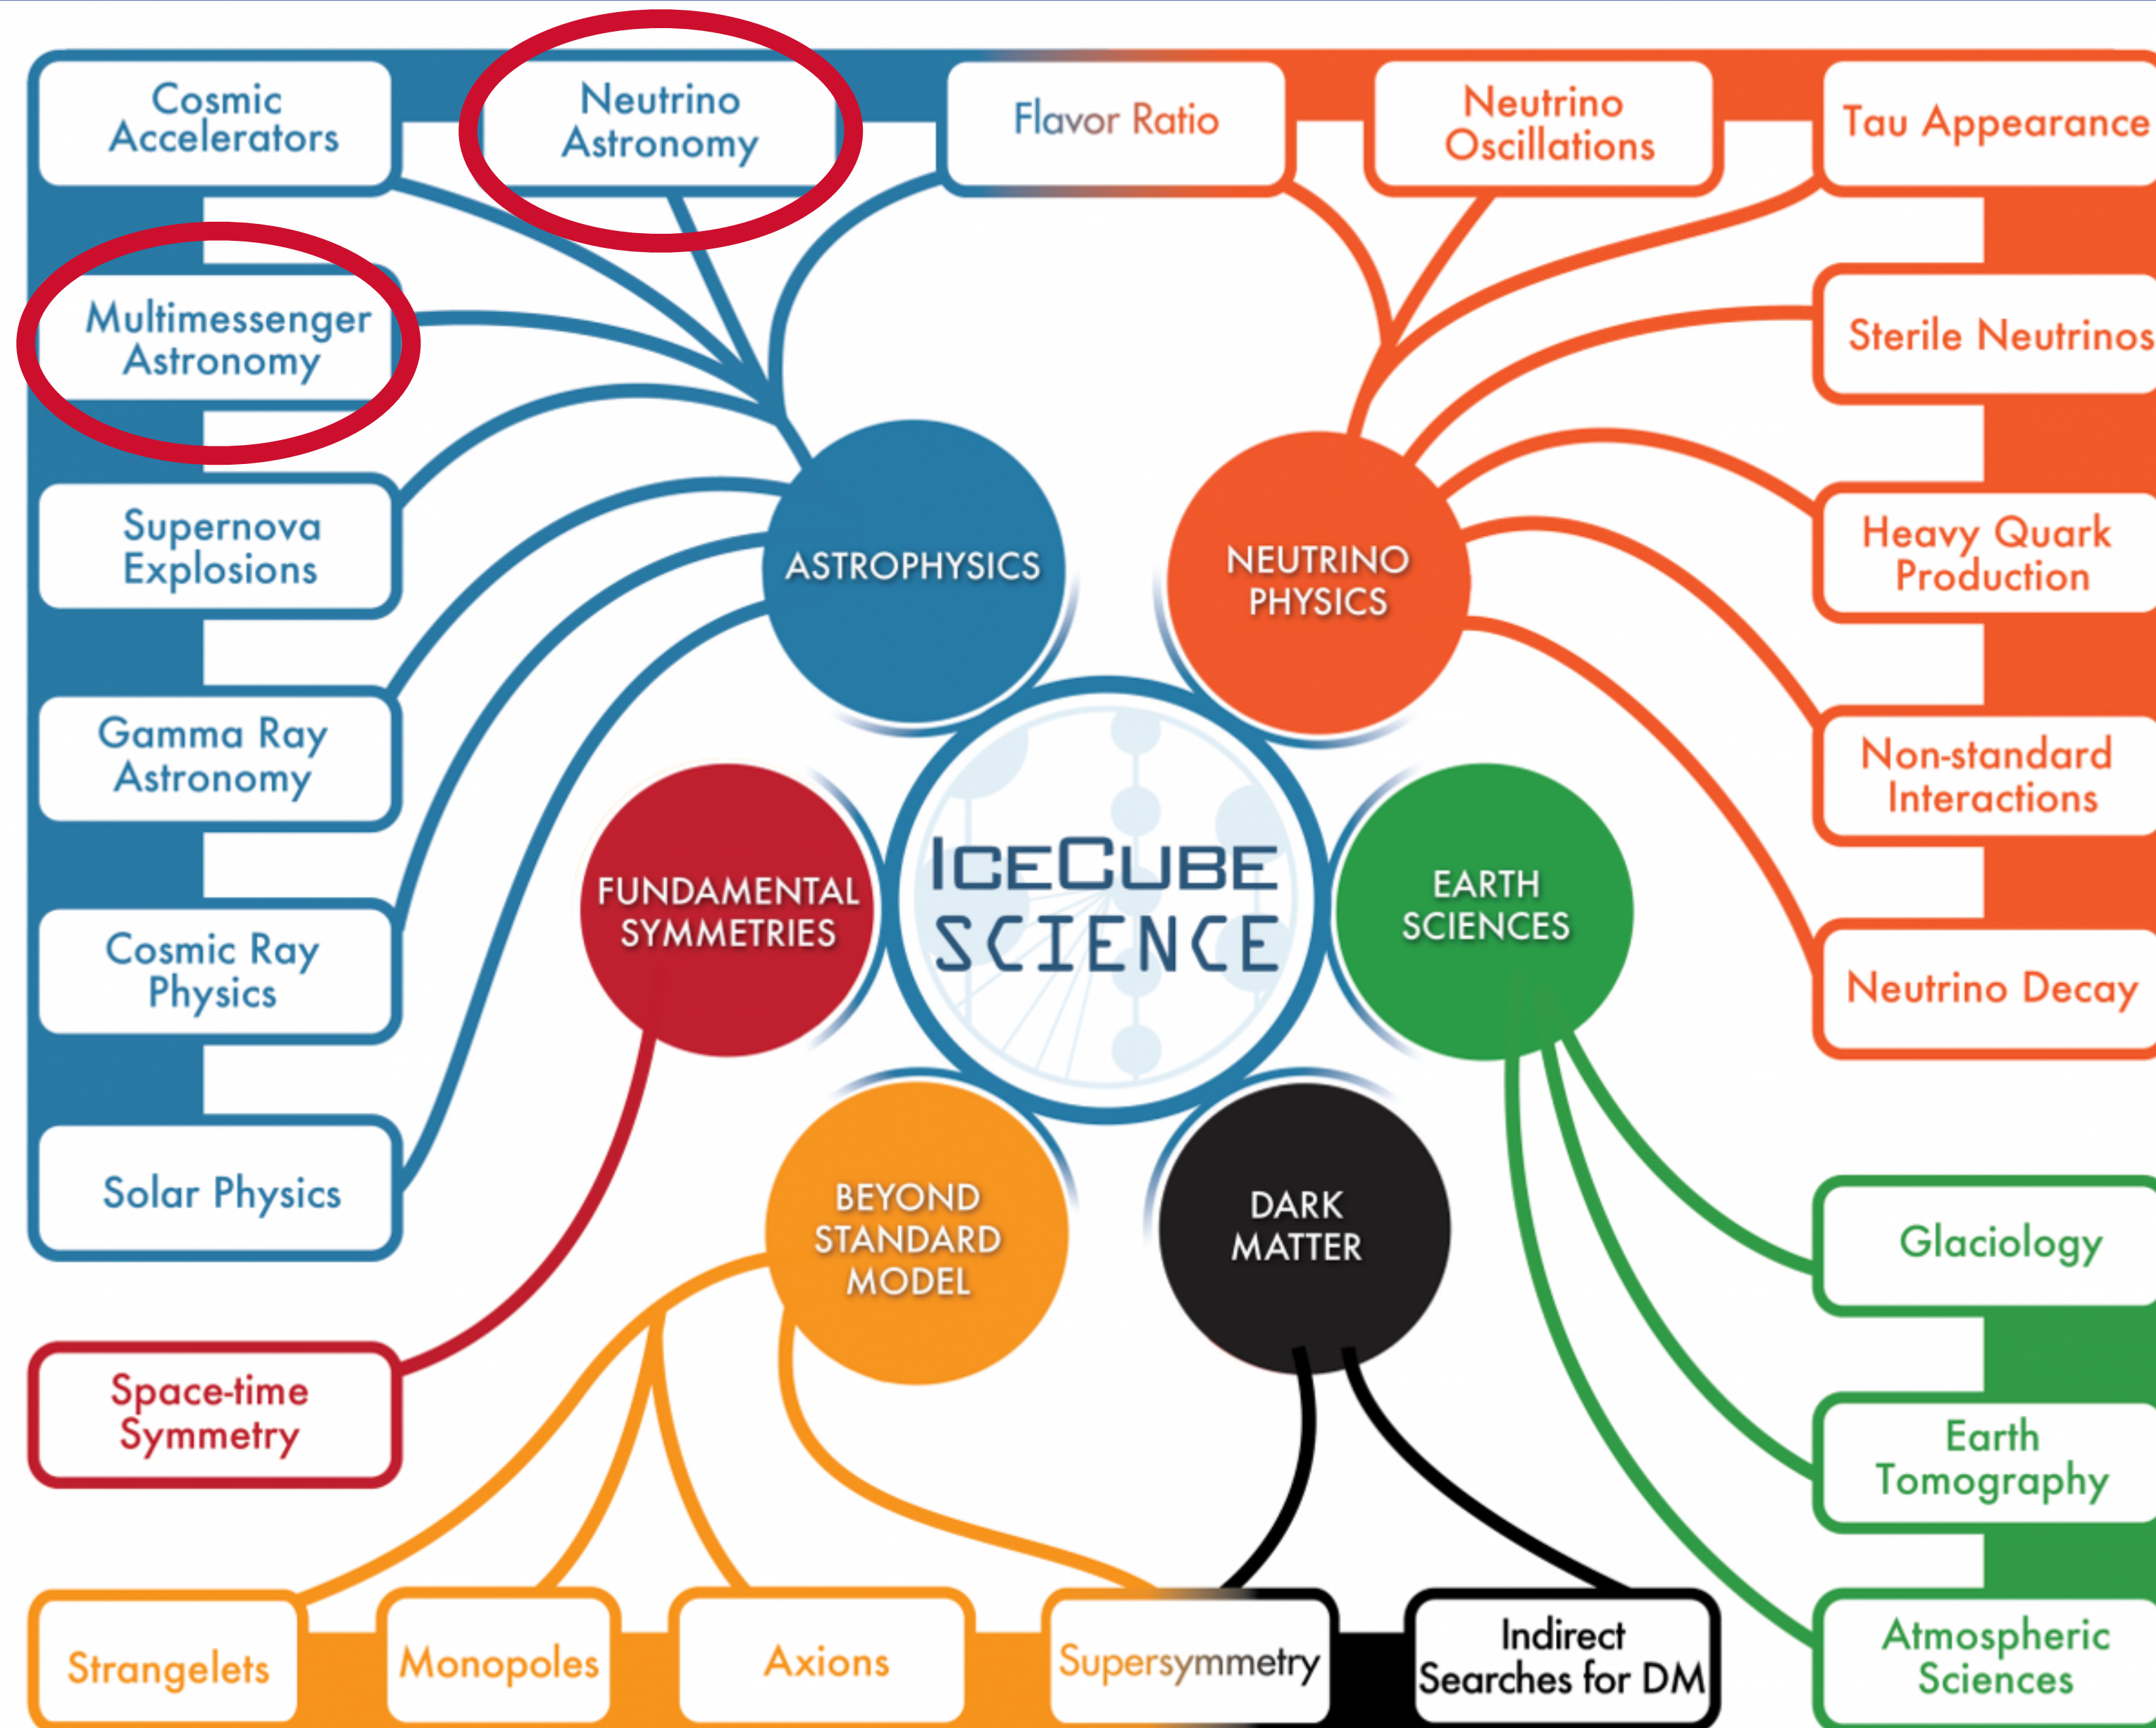 Cosmic
Accelerators
Neutrino
Astronomy
Flavor Ratio
Neutrino
Oscillations
Tau Appearance
Multimessenger
Astronomy
Sterile Neutrinos
Supernova
Explosions
ASTROPHYSICS
NEUTRINO
PHYSICS
Heavy Quark
Production
Gamma Ray
Astronomy
Non-standard
Interactions
FUNDAMENTAL
SYMMETRIES
ICECUBE
SCIENCE
EARTH
SCIENCES
Cosmic Ray
Physics
Neutrino Decay
Solar Physics
BEYOND
STANDARD
MODEL
DARK
MATTER
Glaciology
Space-time
Symmetry
Earth
Tomography
Strangelets
Monopoles
Axions
Supersymmetry
Indirect
Searches for DM
Atmospheric
Sciences